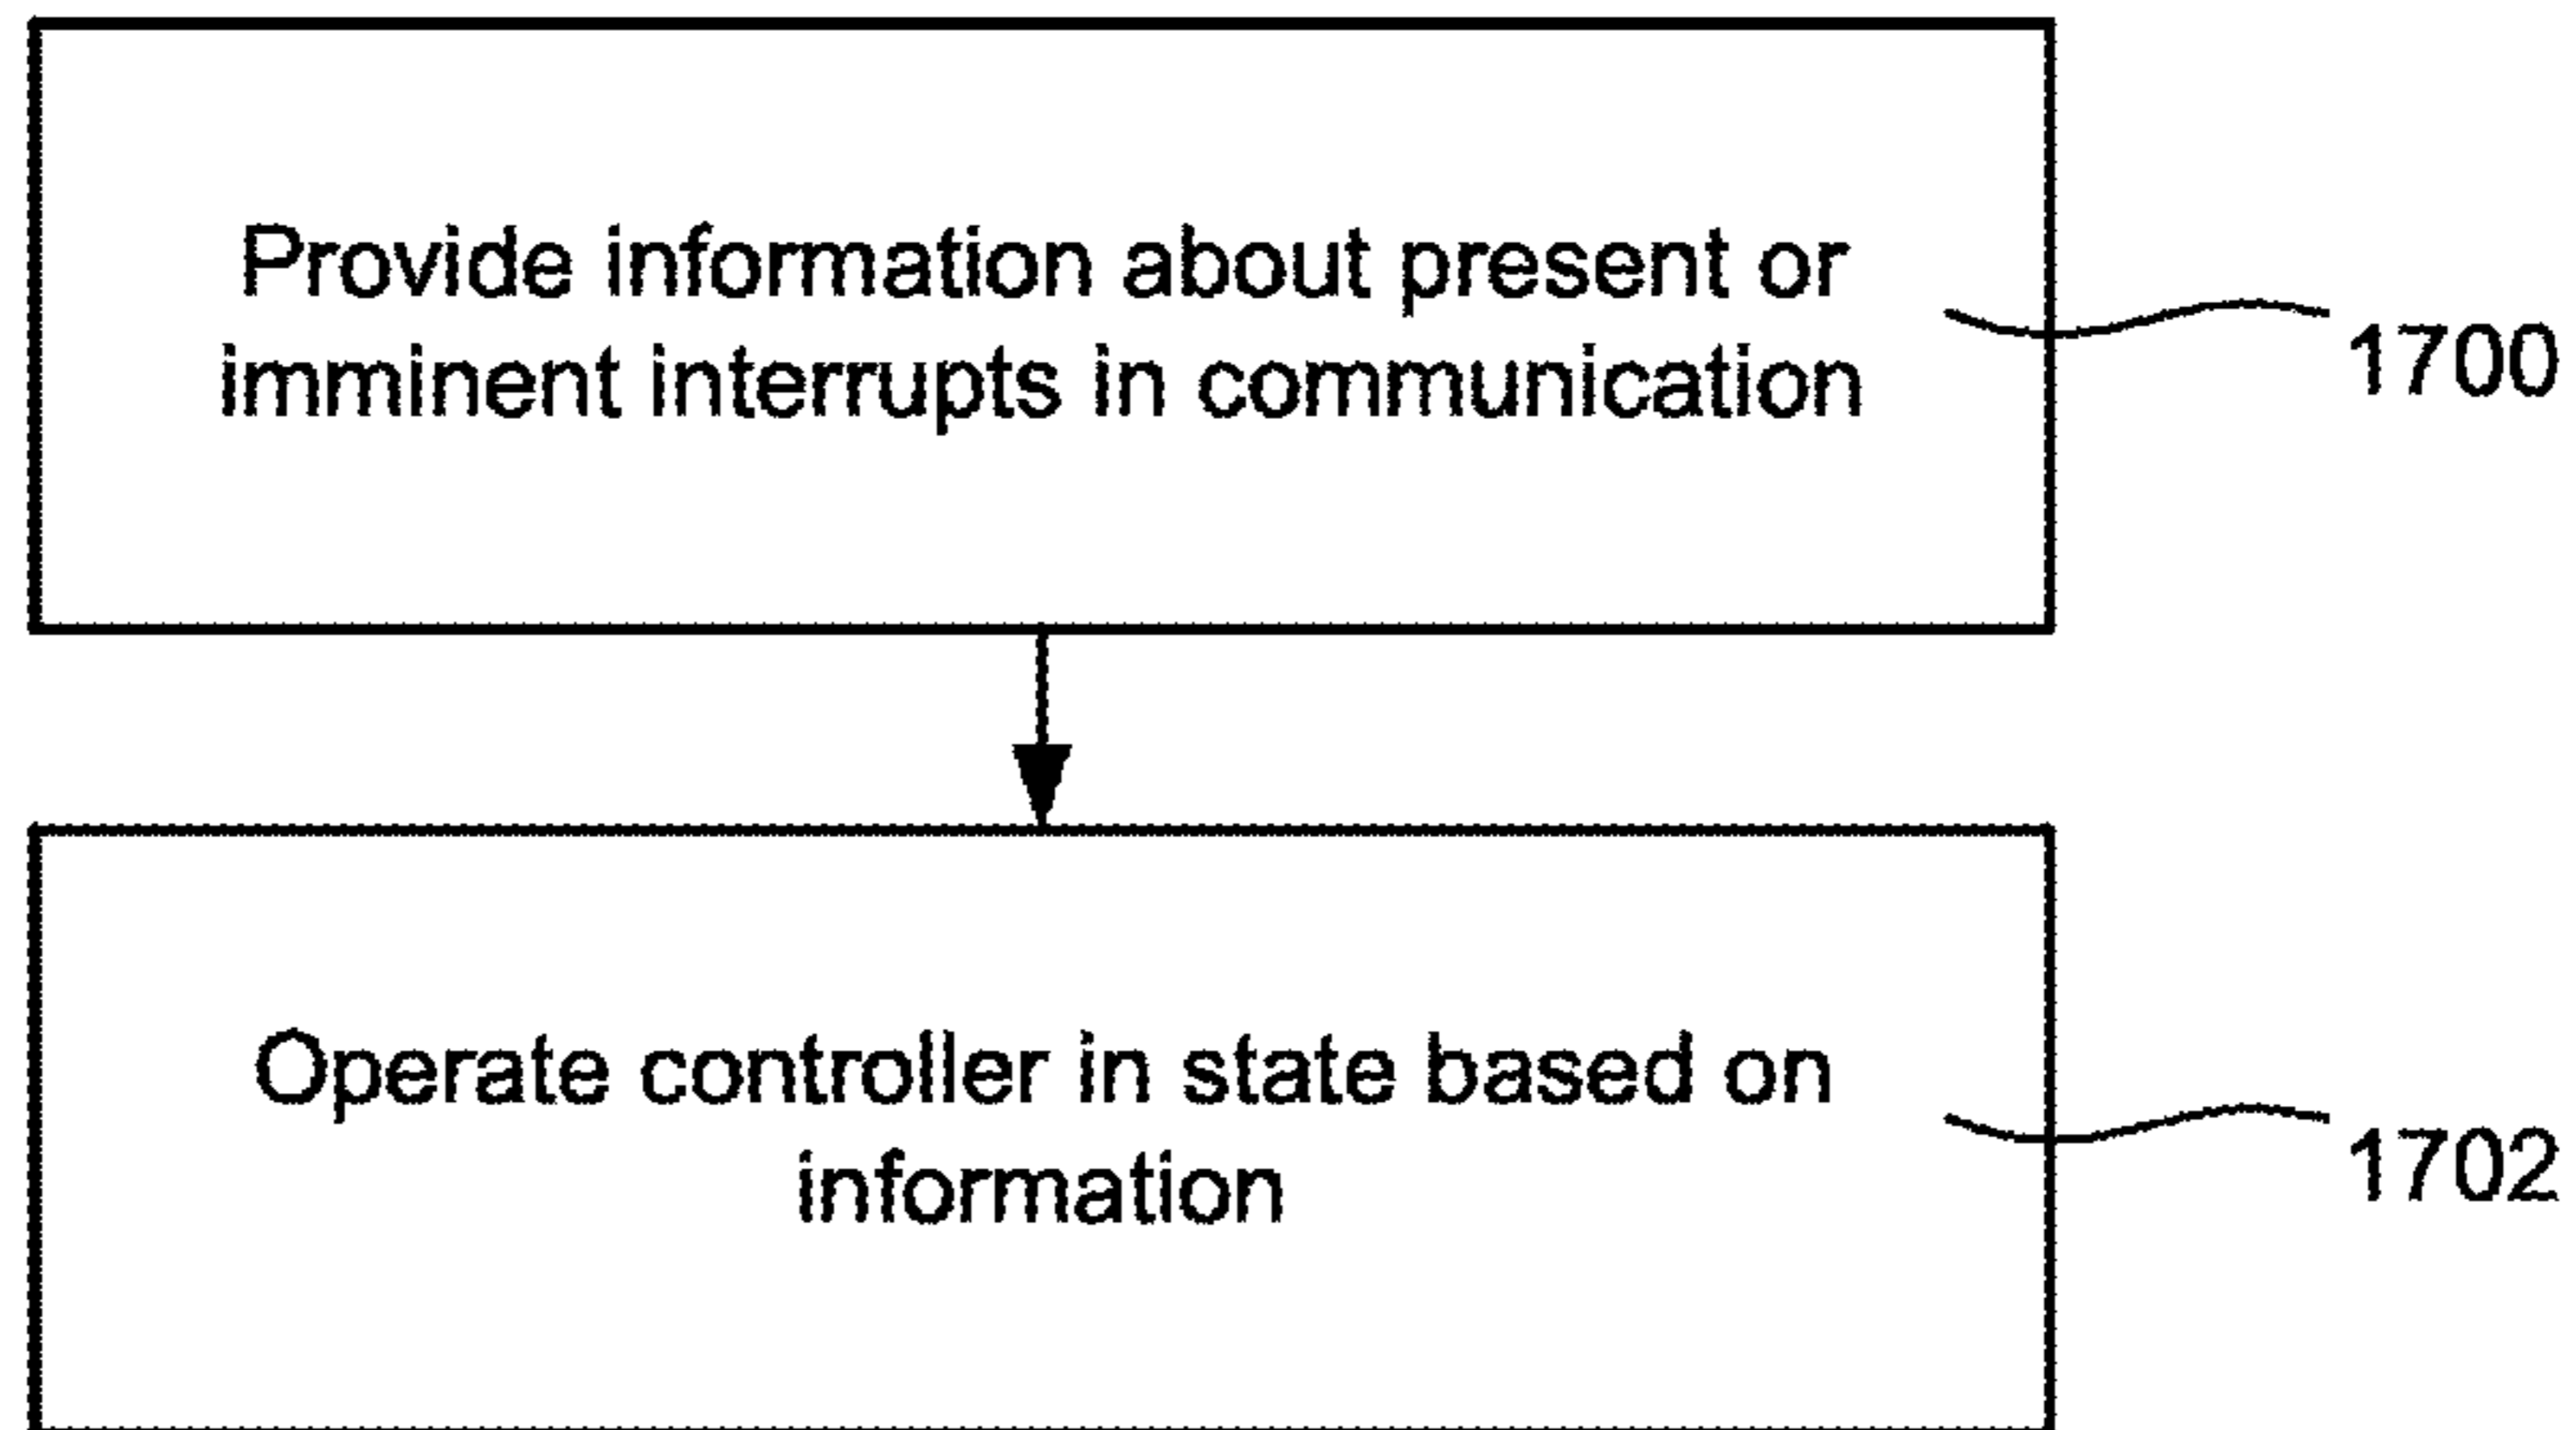 Provide information about present or
imminent interrupts in communication
1700
Operate controller in state based on
information
1702